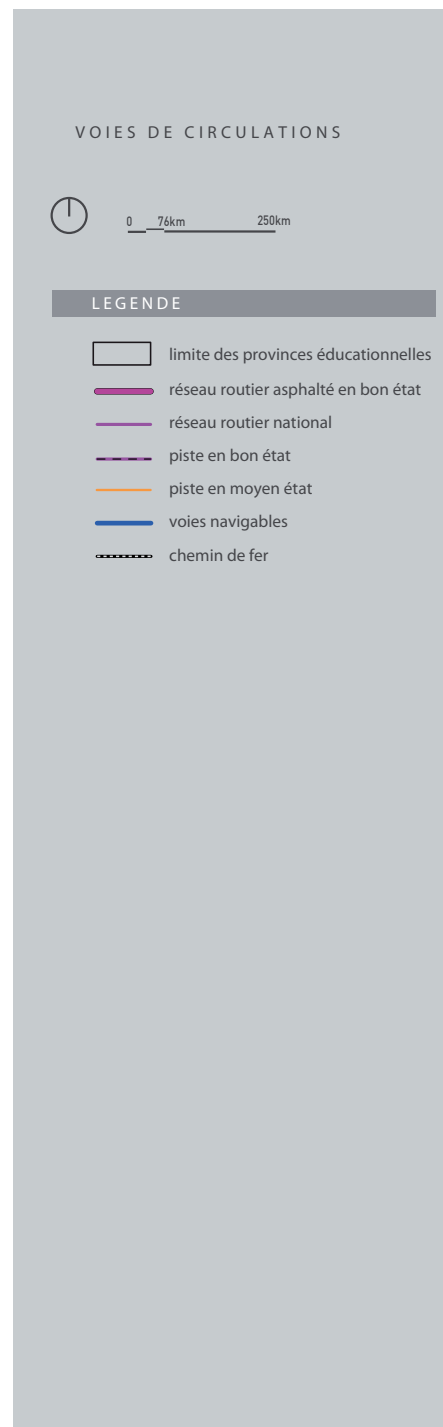 VOIES DE CIRCULATIONS
0 76km 250km
LEGENDE
limite des provinces éducationnelles
réseau routier asphalté en bon état
réseau routier national
piste en bon état
piste en moyen état
voies navigables
chemin de fer